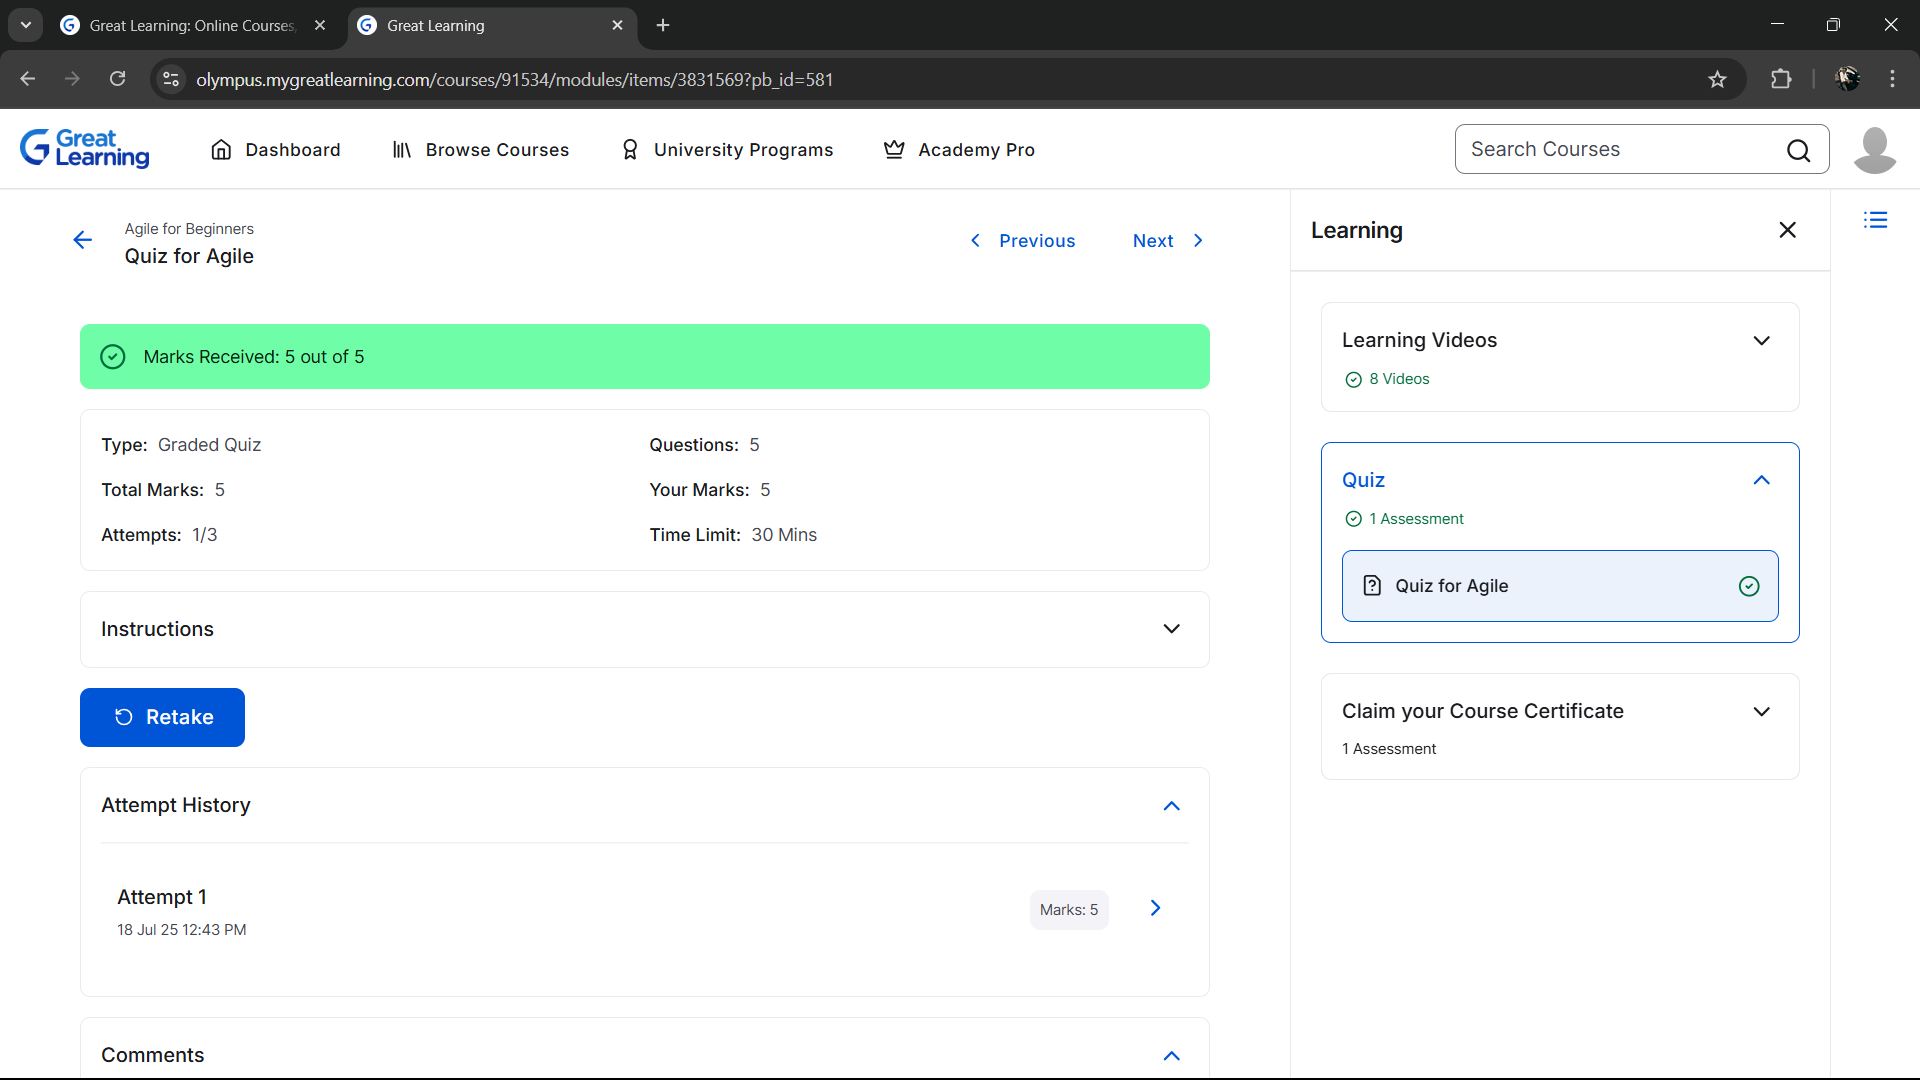 Great Learning: Online Courses,
Great Learning
olympus.mygreatlearning.com/courses/91534/modules/items/3831569?pb_id=581
Great
Learning
Dashboard
Browse Courses
University Programs
Academy Pro
Search Courses
Agile for Beginners
Quiz for Agile
Previous
Next
Marks Received: 5 out of 5
Type: Graded Quiz
Questions: 5
Total Marks: 5
Your Marks: 5
Attempts: 1/3
Time Limit: 30 Mins
Instructions
Retake
Attempt History
Attempt 1
18 Jul 25 12:43 PM
Marks: 5
Comments
Learning
Learning Videos
8 Videos
Quiz
1 Assessment
Quiz for Agile
Claim your Course Certificate
1 Assessment